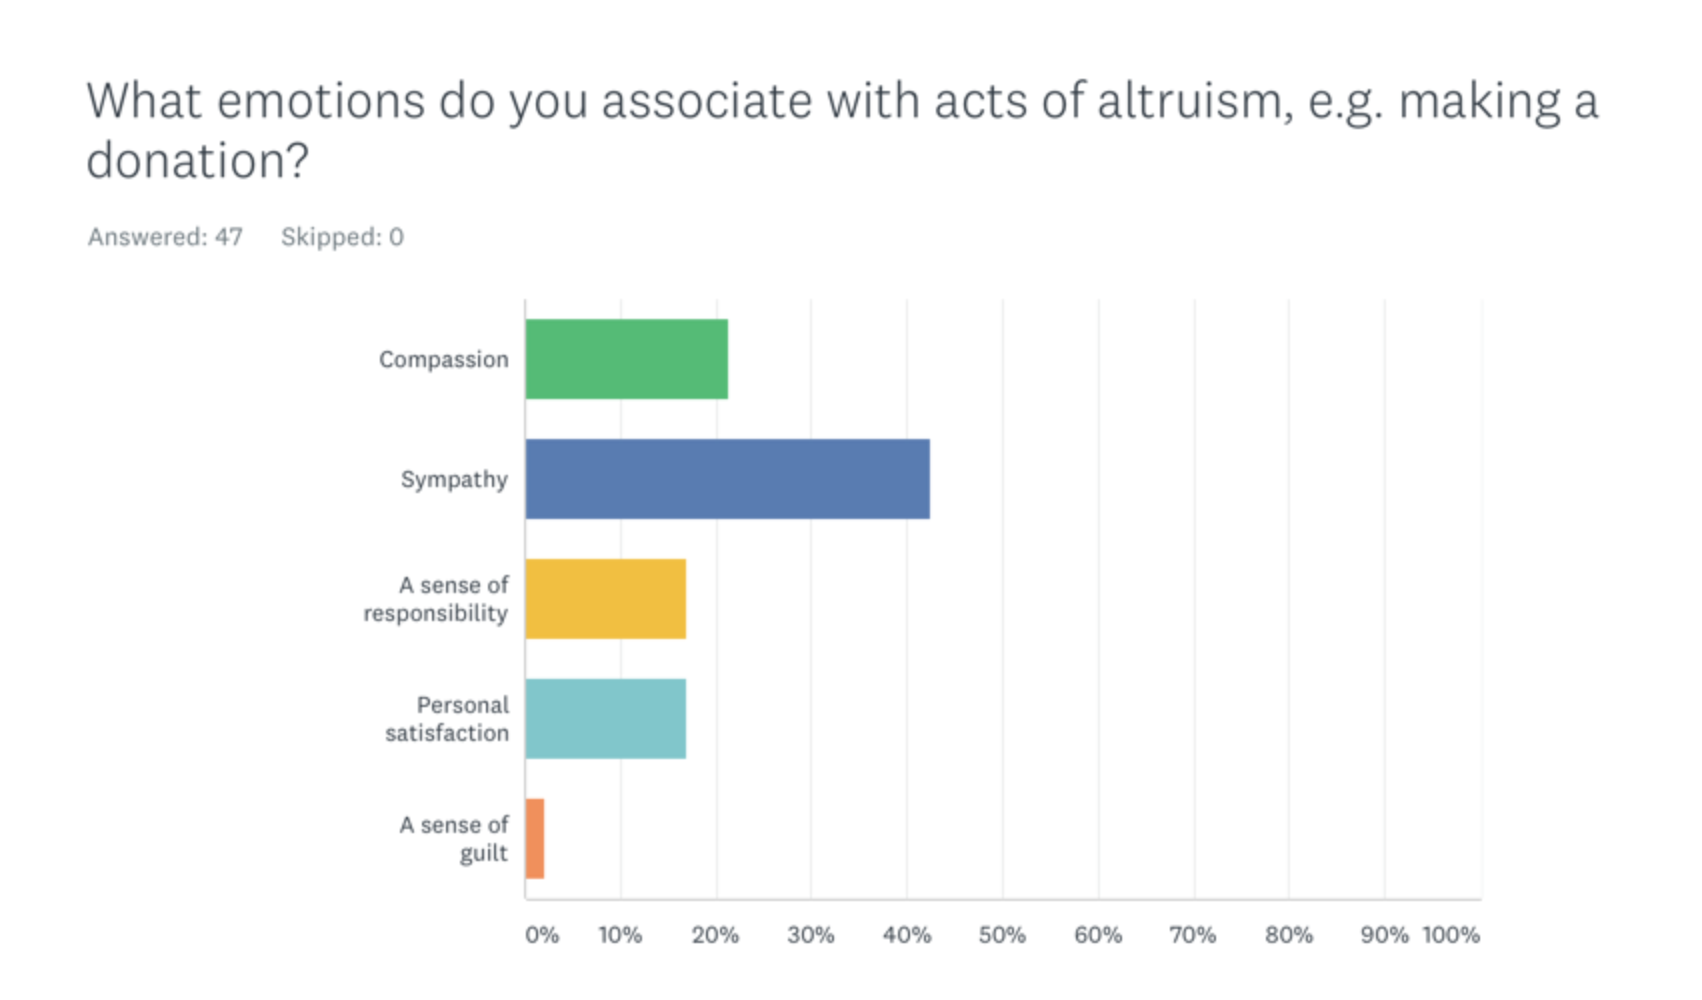 What emotions do you associate with acts of altruism, e.g. making a
donation?
Answered: 47 Skipped: 0
Compassion
Sympathy
A sense of
responsibility
Personal
satisfaction
A sense of
guilt
0% 10% 20% 30% 40% 50% 60% 70% 80% 90% 100%